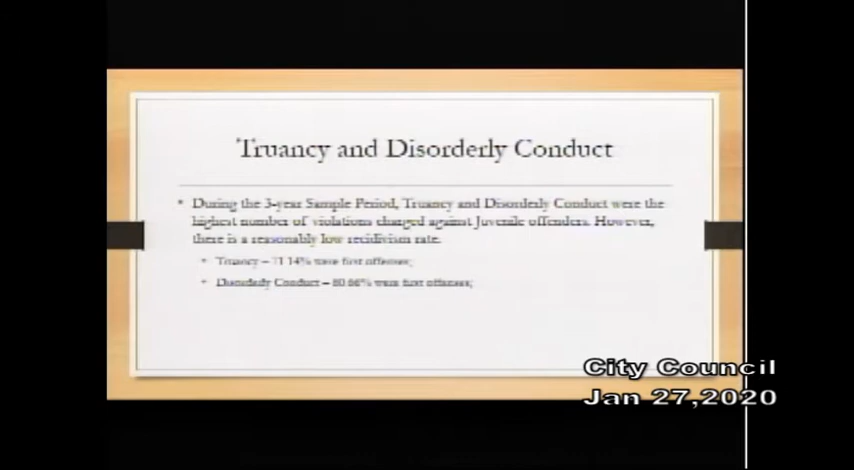 Truancy and Disorderly Conduct
During the 3-year Sample Period, Truancy and Disorderly Conduct were the
highest number of violations charged against Juvenile offenders. However,
there is a reasonably low recidivism rate.
Truancy – 71.14% were first offenses;
Disorderly Conduct – 80.66% were first offenses;
City Council
Jan 27,2020